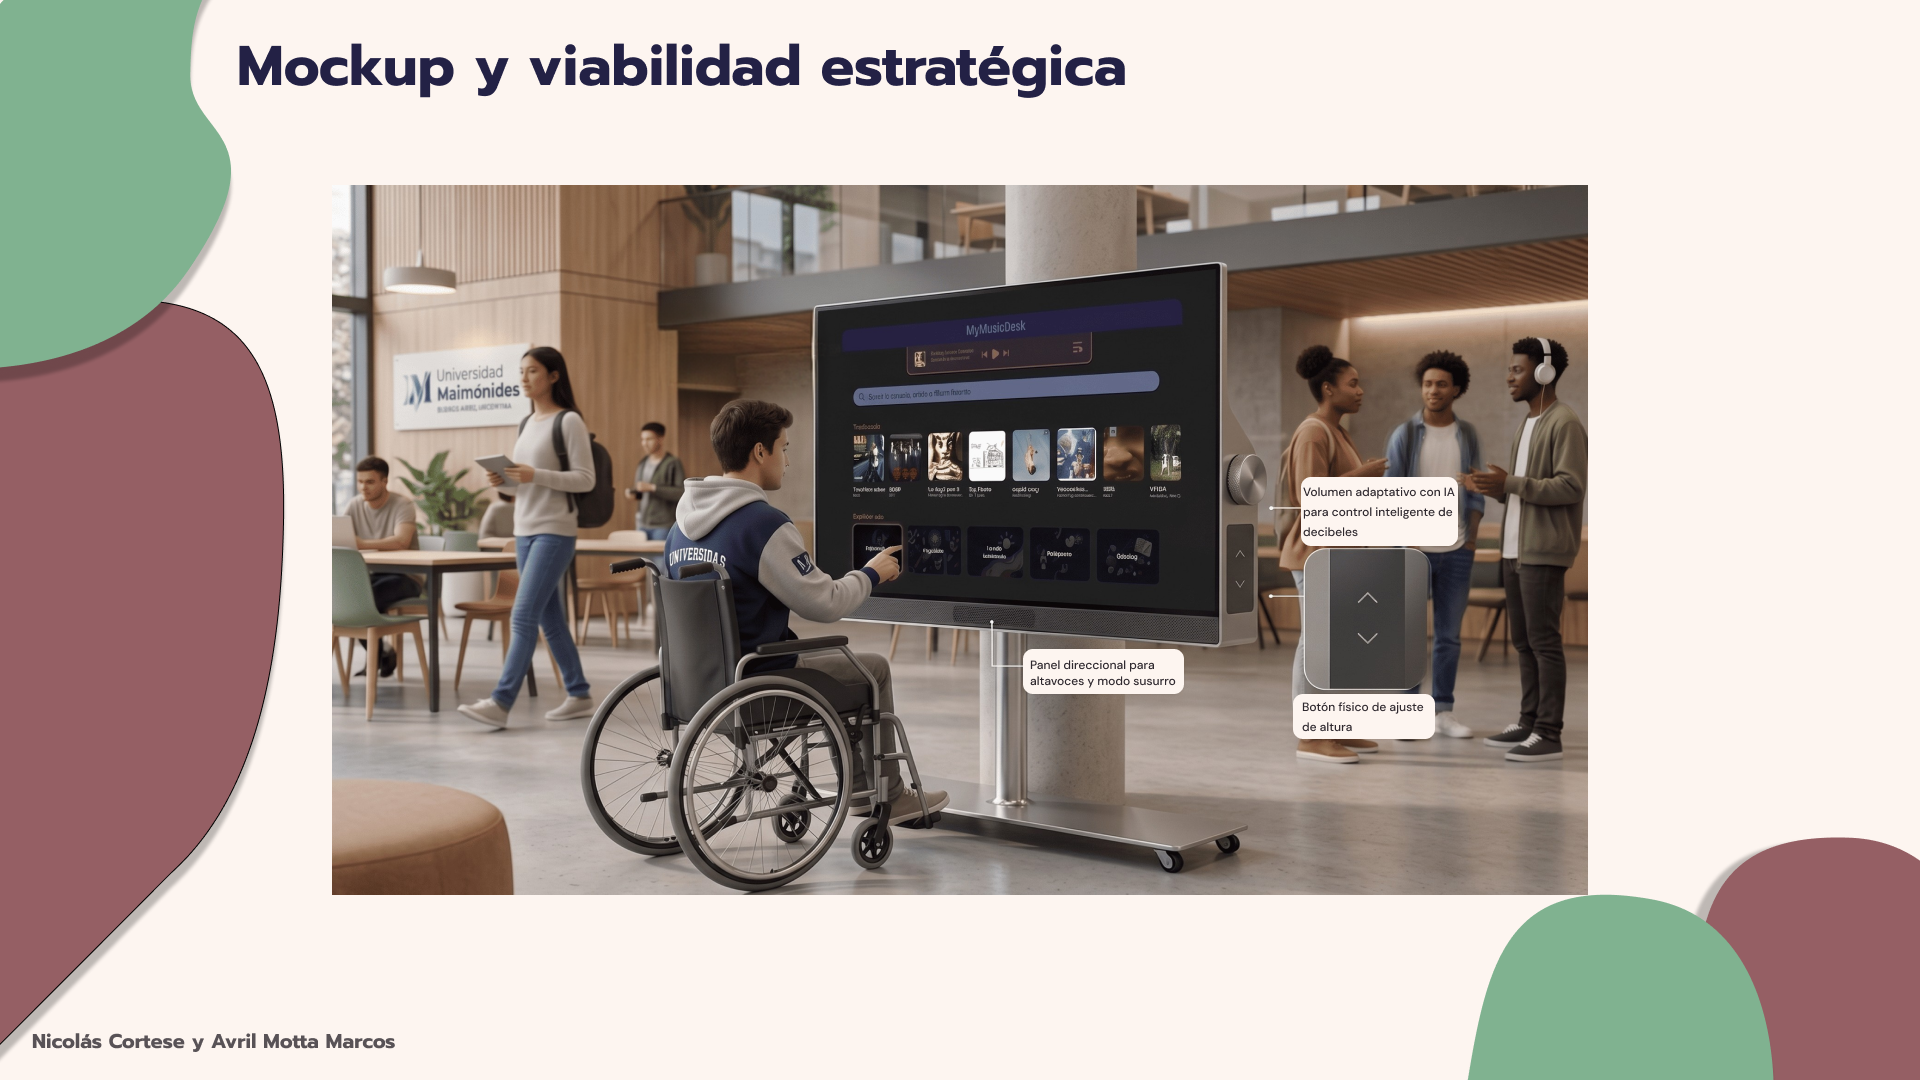 Mockup y viabilidad estratégica
Universidad
Maimónides
MyMusicDesk
UNIVERSIDAS
Volumen adaptativo con IA
para control inteligente de
decibeles
Panel direccional para
altavoces y modo susurro
Botón físico de ajuste
de altura
Nicolás Cortese y Avril Motta Marcos